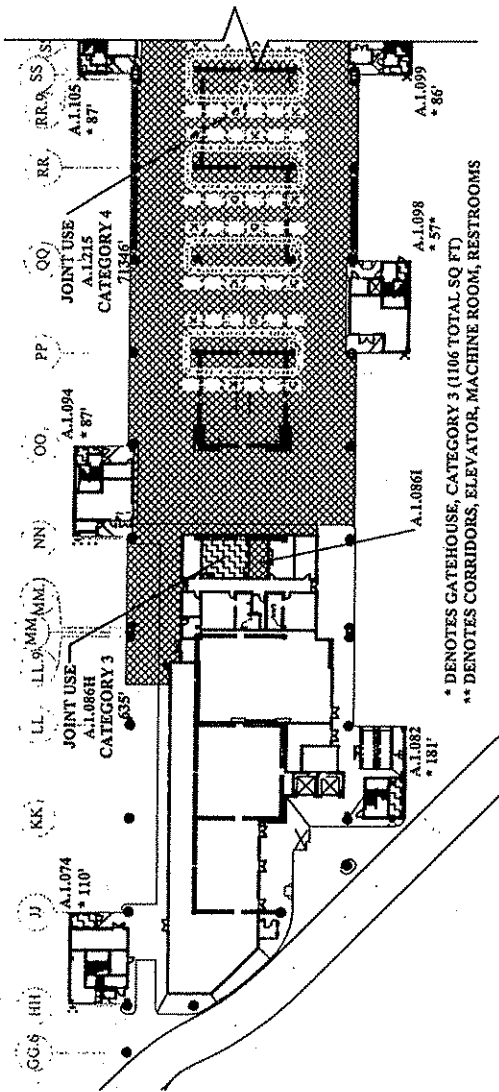 GG.6
HH
JJ
KK
LL
LL.9
MM
MM.
NN
OO
PP
QQ
RR
RR.9
SS
A.1.074
* 110'
JOINT USE
A.1.086H
CATEGORY 3
635'
A.1.094
* 87'
JOINT USE
A.1.215
CATEGORY 4
71346'
A.1.105
* 87'
A.1.082
* 181'
A.1.086I
A.1.098
* 57*
A.1.099
* 86'
* DENOTES GATEHOUSE, CATEGORY 3 (1106 TOTAL SQ FT)
** DENOTES CORRIDORS, ELEVATOR, MACHINE ROOM, RESTROOMS